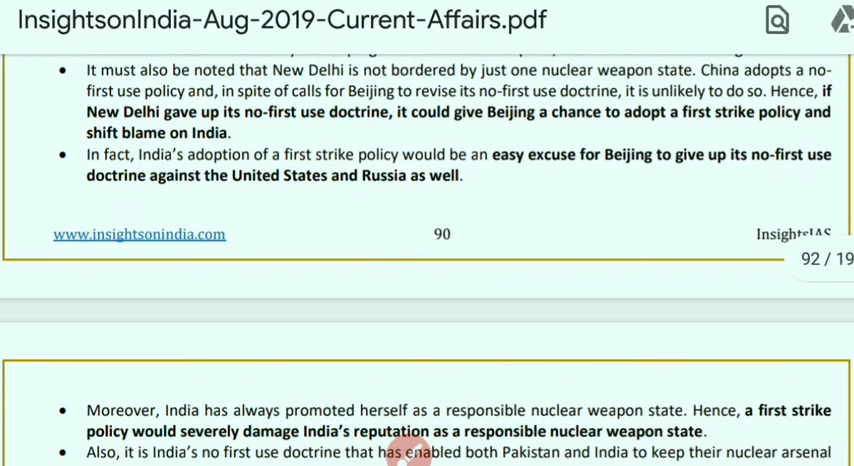 InsightsonIndia-Aug-2019-Current-Affairs.pdf
• It must also be noted that New Delhi is not bordered by just one nuclear weapon state. China adopts a no-
first use policy and, in spite of calls for Beijing to revise its no-first use doctrine, it is unlikely to do so. Hence, if
New Delhi gave up its no-first use doctrine, it could give Beijing a chance to adopt a first strike policy and
shift blame on India.
• In fact, India's adoption of a first strike policy would be an easy excuse for Beijing to give up its no-first use
doctrine against the United States and Russia as well.
www.insightsonindia.com 90 InsightsIAS
92 / 19
• Moreover, India has always promoted herself as a responsible nuclear weapon state. Hence, a first strike
policy would severely damage India's reputation as a responsible nuclear weapon state.
• Also, it is India's no first use doctrine that has enabled both Pakistan and India to keep their nuclear arsenal